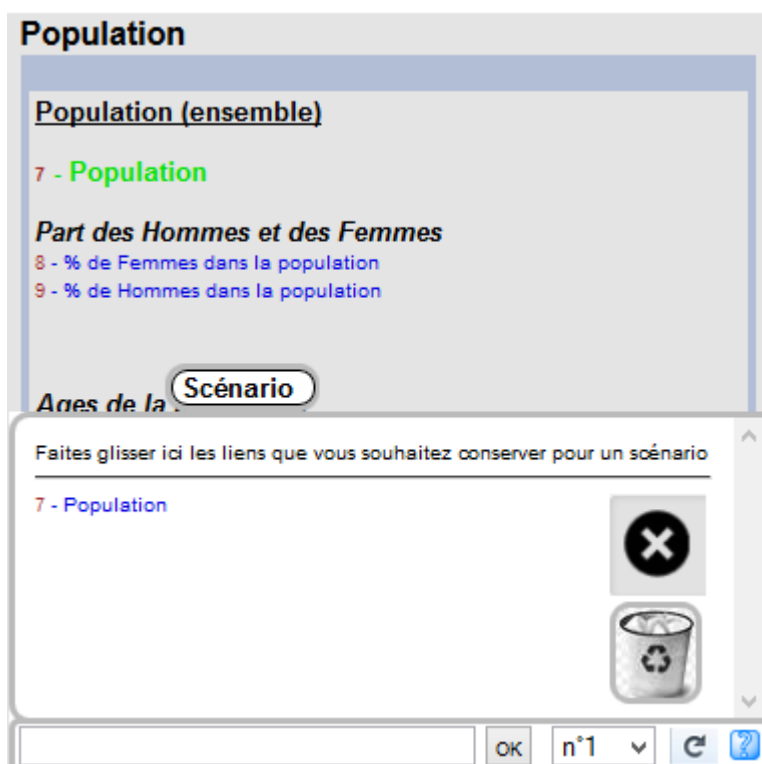 Population
Population (ensemble)
7 - Population
Part des Hommes et des Femmes
8 - % de Femmes dans la population
9 - % de Hommes dans la population
Scénario
Ages de la
Faites glisser ici les liens que vous souhaitez conserver pour un scénario
7 - Population
OK n°1 ?